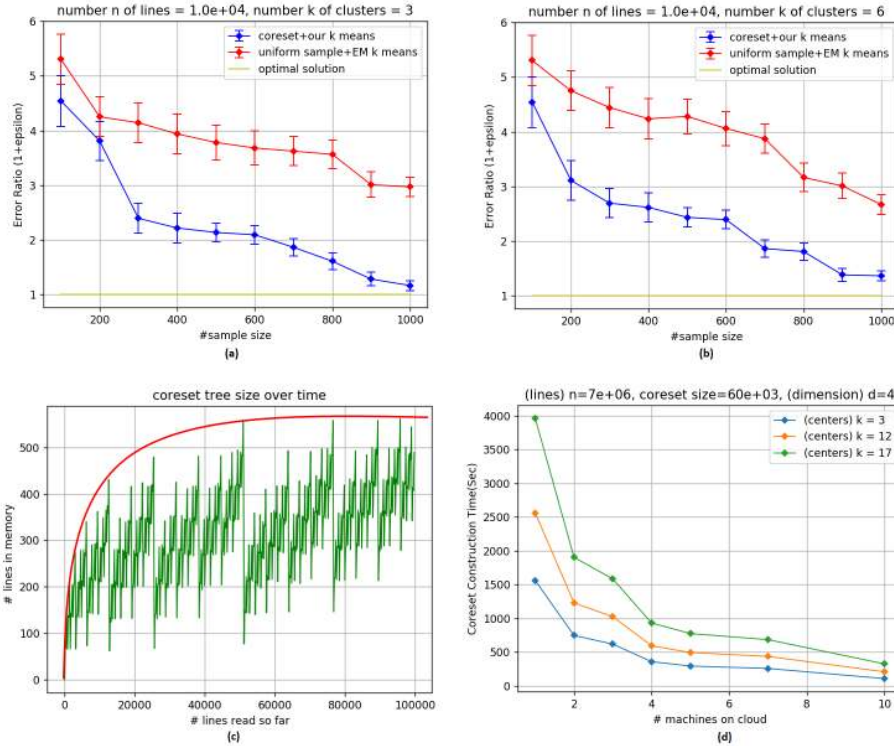 number n of lines = 1.0e+04, number k of clusters = 3
6
5
4
3
2
1
Error Ratio (1+epsilon)
coreset+our k means
uniform sample+EM k means
optimal solution
200
400
600
800
1000
#sample size
(a)
number n of lines = 1.0e+04, number k of clusters = 6
6
5
4
3
2
1
Error Ratio (1+epsilon)
coreset+our k means
uniform sample+EM k means
optimal solution
200
400
600
800
1000
#sample size
(b)
coreset tree size over time
500
400
300
200
100
0
# lines in memory
0
20000
40000
60000
80000
100000
# lines read so far
(c)
(lines) n=7e+06, coreset size=60e+03, (dimension) d=4
4000
3500
3000
2500
2000
1500
1000
500
0
Coreset Construction Time(Sec)
(centers) k = 3
(centers) k = 12
(centers) k = 17
2
4
6
8
10
# machines on cloud
(d)